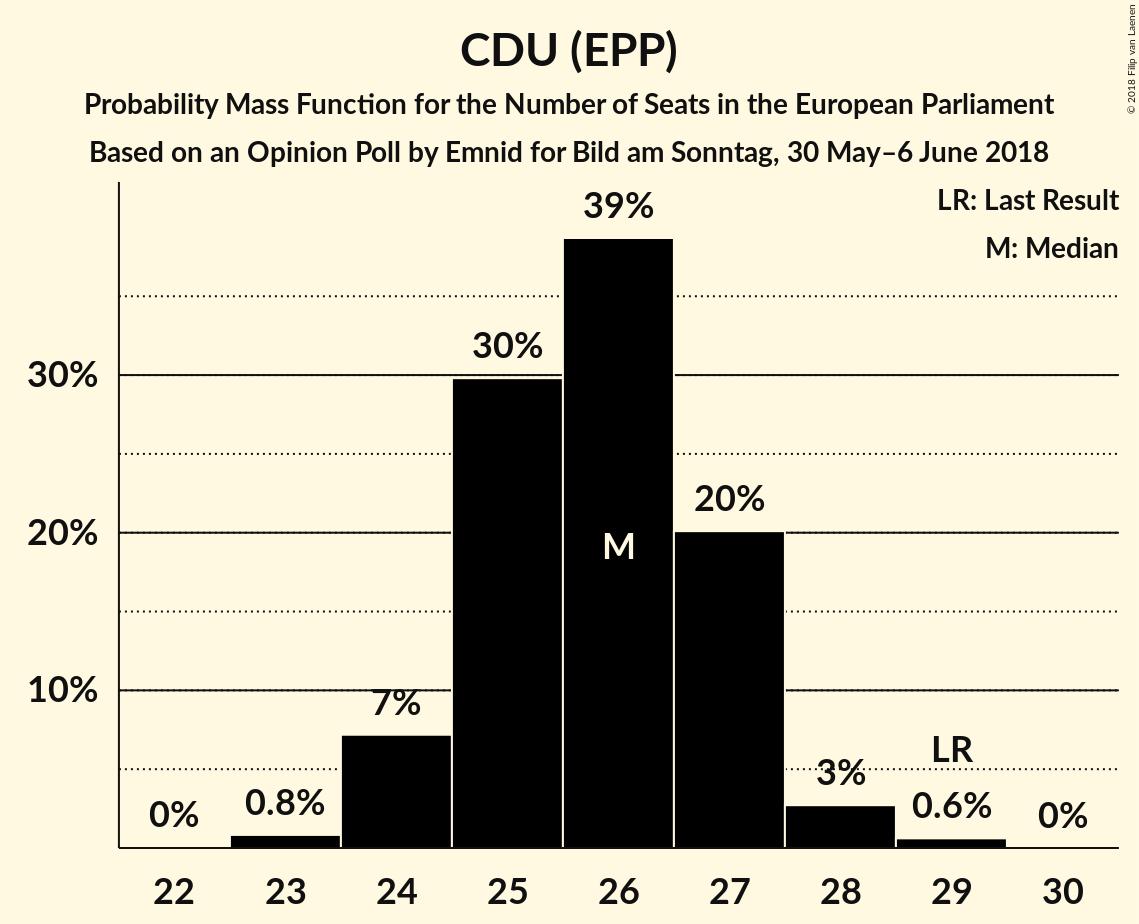 CDU (EPP)
Probability Mass Function for the Number of Seats in the European Parliament
Based on an Opinion Poll by Emnid for Bild am Sonntag, 30 May–6 June 2018
© 2018 Filip van Laenen
LR: Last Result
M: Median
39%
30%
30%
20%
M
20%
10%
7%
LR
3%
0%
0.8%
0.6%
0%
22 23 24 25 26 27 28 29 30